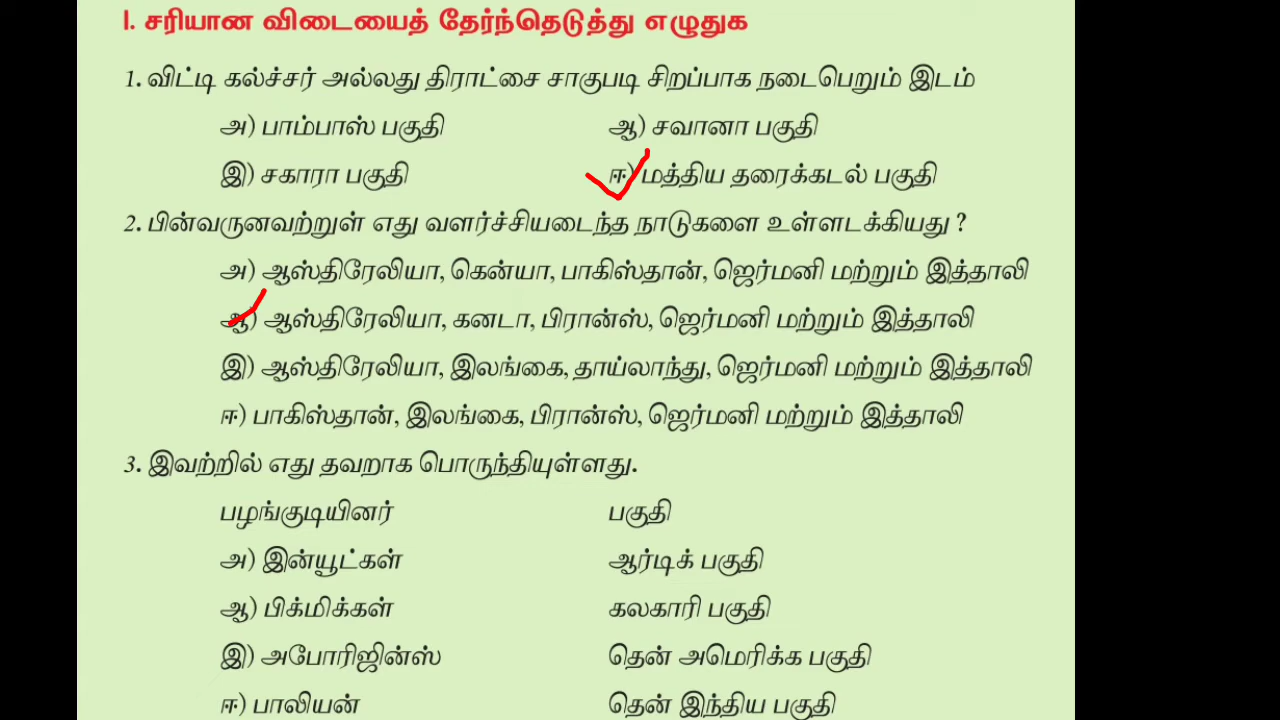 I. சரியான விடையைத் தேர்ந்தெடுத்து எழுதுக
1. விட்டி கல்ச்சர் அல்லது திராட்சை சாகுபடி சிறப்பாக நடைபெறும் இடம்
அ) பாம்பாஸ் பகுதி ஆ) சவானா பகுதி
இ) சகாரா பகுதி ஈ) மத்திய தரைக்கடல் பகுதி
2. பின்வருனவற்றுள் எது வளர்ச்சியடைந்த நாடுகளை உள்ளடக்கியது ?
அ) ஆஸ்திரேலியா, கென்யா, பாகிஸ்தான், ஜெர்மனி மற்றும் இத்தாலி
ஆ) ஆஸ்திரேலியா, கனடா, பிரான்ஸ், ஜெர்மனி மற்றும் இத்தாலி
இ) ஆஸ்திரேலியா, இலங்கை, தாய்லாந்து, ஜெர்மனி மற்றும் இத்தாலி
ஈ) பாகிஸ்தான், இலங்கை, பிரான்ஸ், ஜெர்மனி மற்றும் இத்தாலி
3. இவற்றில் எது தவறாக பொருந்தியுள்ளது.
பழங்குடியினர் பகுதி
அ) இன்யூட்கள் ஆர்டிக் பகுதி
ஆ) பிக்மிக்கள் கலகாரி பகுதி
இ) அபோரிஜின்ஸ் தென் அமெரிக்க பகுதி
ஈ) பாலியன் தென் இந்திய பகுதி